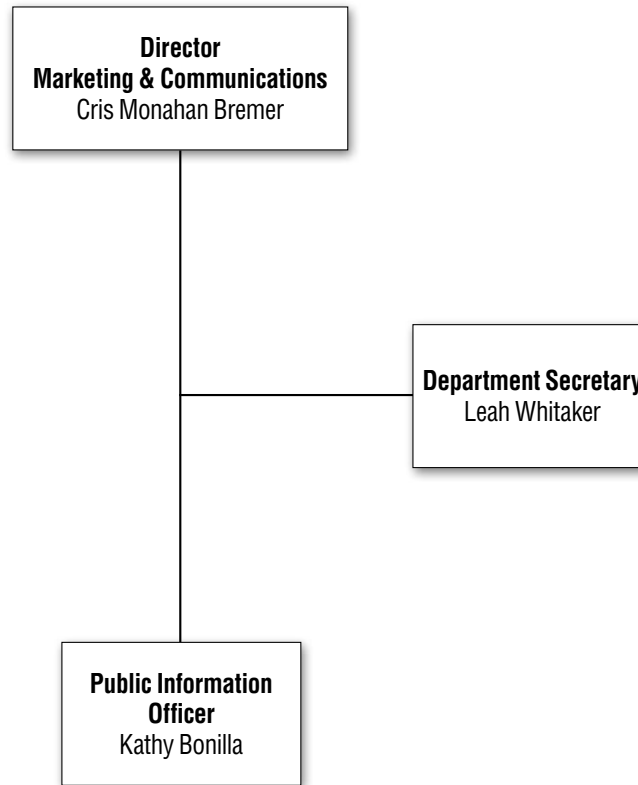 Director
Marketing & Communications
Cris Monahan Bremer
Department Secretary
Leah Whitaker
Public Information
Officer
Kathy Bonilla